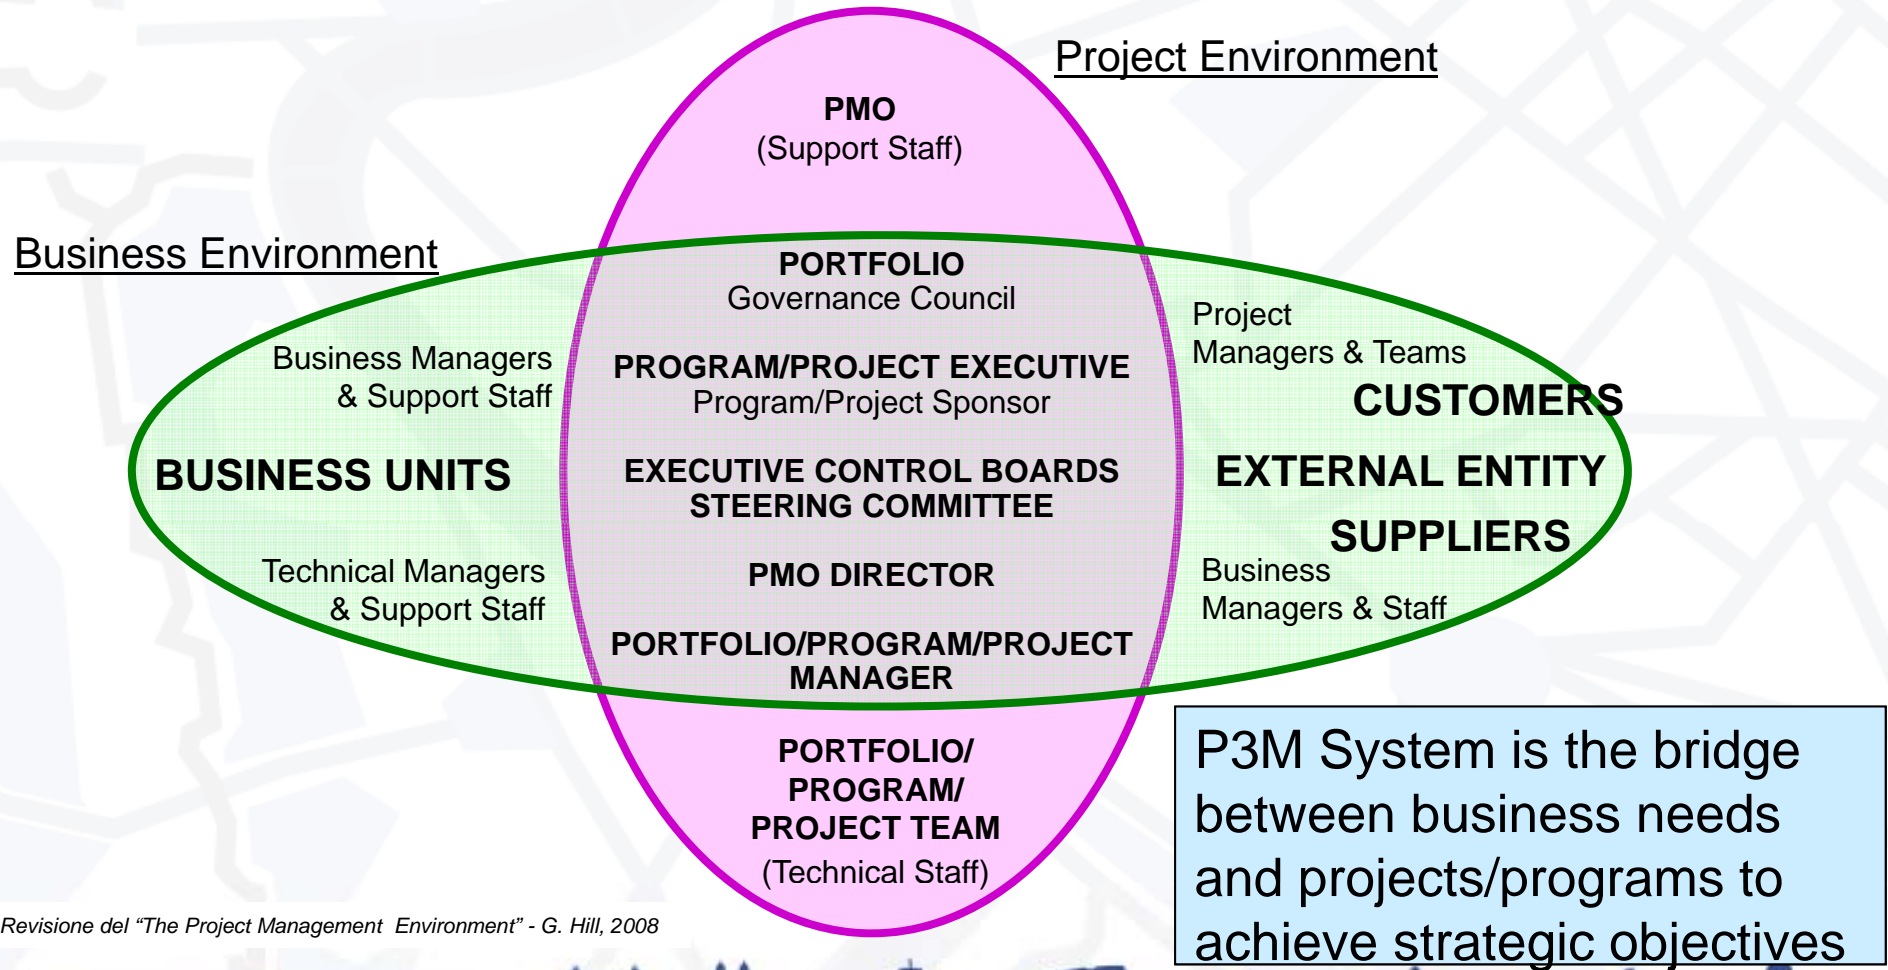 Project Environment
PMO
(Support Staff)
Business Environment
PORTFOLIO
Governance Council
Business Managers
& Support Staff
PROGRAM/PROJECT EXECUTIVE
Program/Project Sponsor
Project
Managers & Teams
CUSTOMERS
BUSINESS UNITS
EXECUTIVE CONTROL BOARDS
STEERING COMMITTEE
EXTERNAL ENTITY
SUPPLIERS
Technical Managers
& Support Staff
PMO DIRECTOR
Business
Managers & Staff
PORTFOLIO/PROGRAM/PROJECT
MANAGER
PORTFOLIO/
PROGRAM/
PROJECT TEAM
(Technical Staff)
P3M System is the bridge
between business needs
and projects/programs to
achieve strategic objectives
Revisione del “The Project Management Environment” - G. Hill, 2008